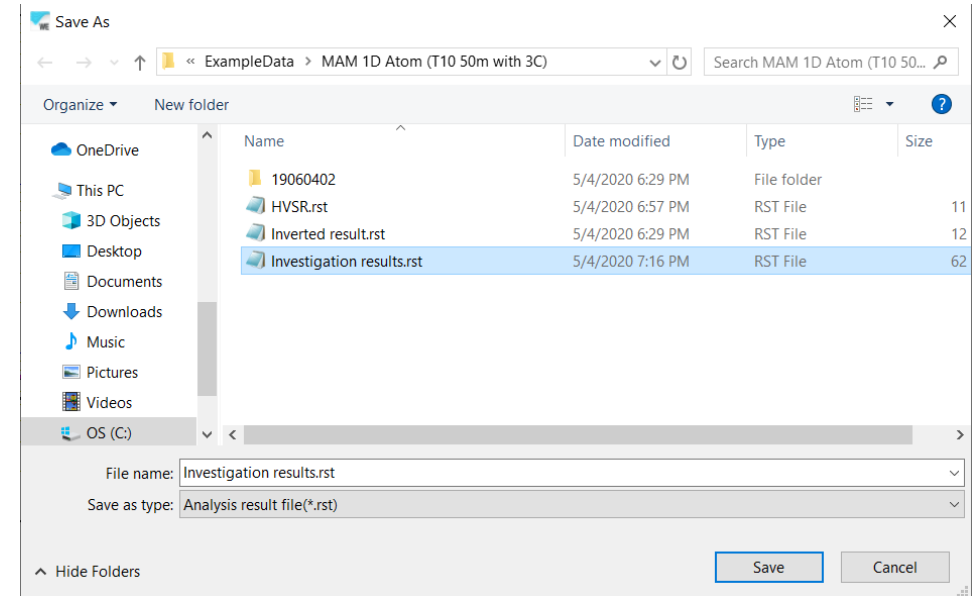 WE Save As
« ExampleData > MAM 1D Atom (T10 50m with 3C) Search MAM 1D Atom (T10 50...
Organize New folder ?
Name Date modified Type Size
OneDrive
This PC
3D Objects
Desktop
Documents
Downloads
Music
Pictures
Videos
OS (C:)
19060402 5/4/2020 6:29 PM File folder
HVSR.rst 5/4/2020 6:57 PM RST File 11
Inverted result.rst 5/4/2020 6:29 PM RST File 12
Investigation results.rst 5/4/2020 7:16 PM RST File 62
File name: Investigation results.rst
Save as type: Analysis result file(*.rst)
Hide Folders Save Cancel